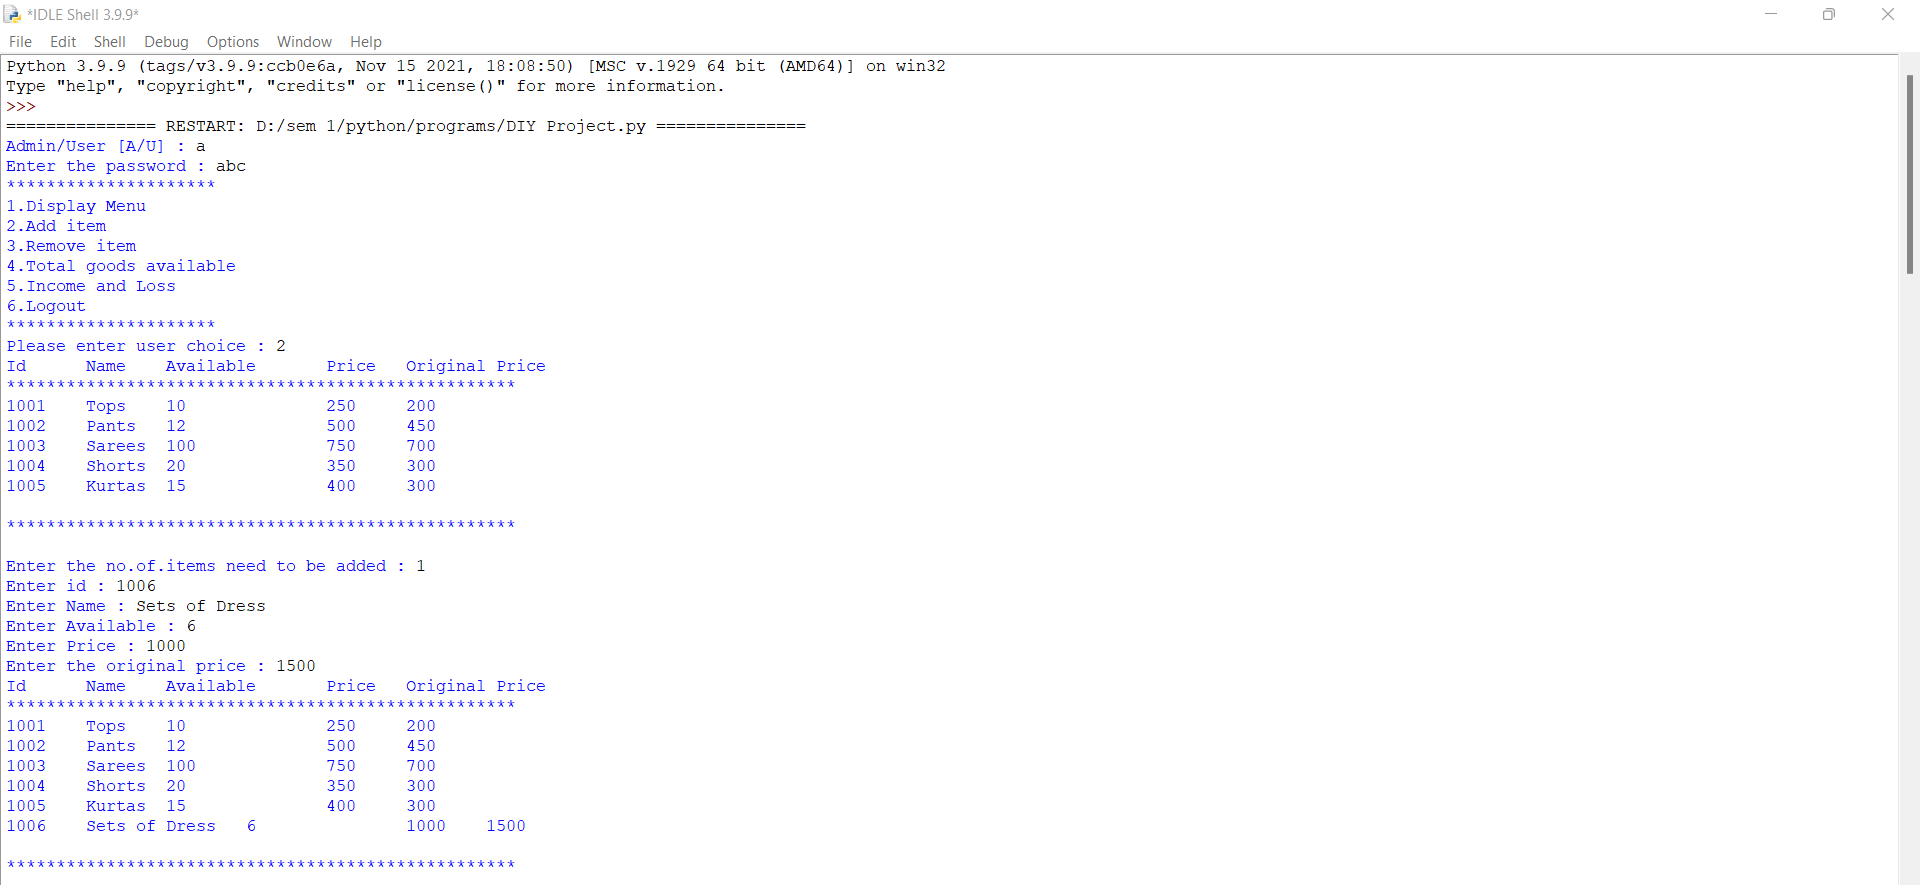 *IDLE Shell 3.9.9*
File Edit Shell Debug Options Window Help
Python 3.9.9 (tags/v3.9.9:ccb0e6a, Nov 15 2021, 18:08:50) [MSC v.1929 64 bit (AMD64)] on win32
Type "help", "copyright", "credits" or "license()" for more information.
>>>
=============== RESTART: D:/sem 1/python/programs/DIY Project.py ===============
Admin/User [A/U] : a
Enter the password : abc
*********************
1.Display Menu
2.Add item
3.Remove item
4.Total goods available
5.Income and Loss
6.Logout
*********************
Please enter user choice : 2
Id      Name    Available       Price   Original Price
***************************************************
1001    Tops    10              250     200
1002    Pants   12              500     450
1003    Sarees  100             750     700
1004    Shorts  20              350     300
1005    Kurtas  15              400     300
***************************************************
Enter the no.of.items need to be added : 1
Enter id : 1006
Enter Name : Sets of Dress
Enter Available : 6
Enter Price : 1000
Enter the original price : 1500
Id      Name    Available       Price   Original Price
***************************************************
1001    Tops    10              250     200
1002    Pants   12              500     450
1003    Sarees  100             750     700
1004    Shorts  20              350     300
1005    Kurtas  15              400     300
1006    Sets of Dress   6               1000    1500
***************************************************